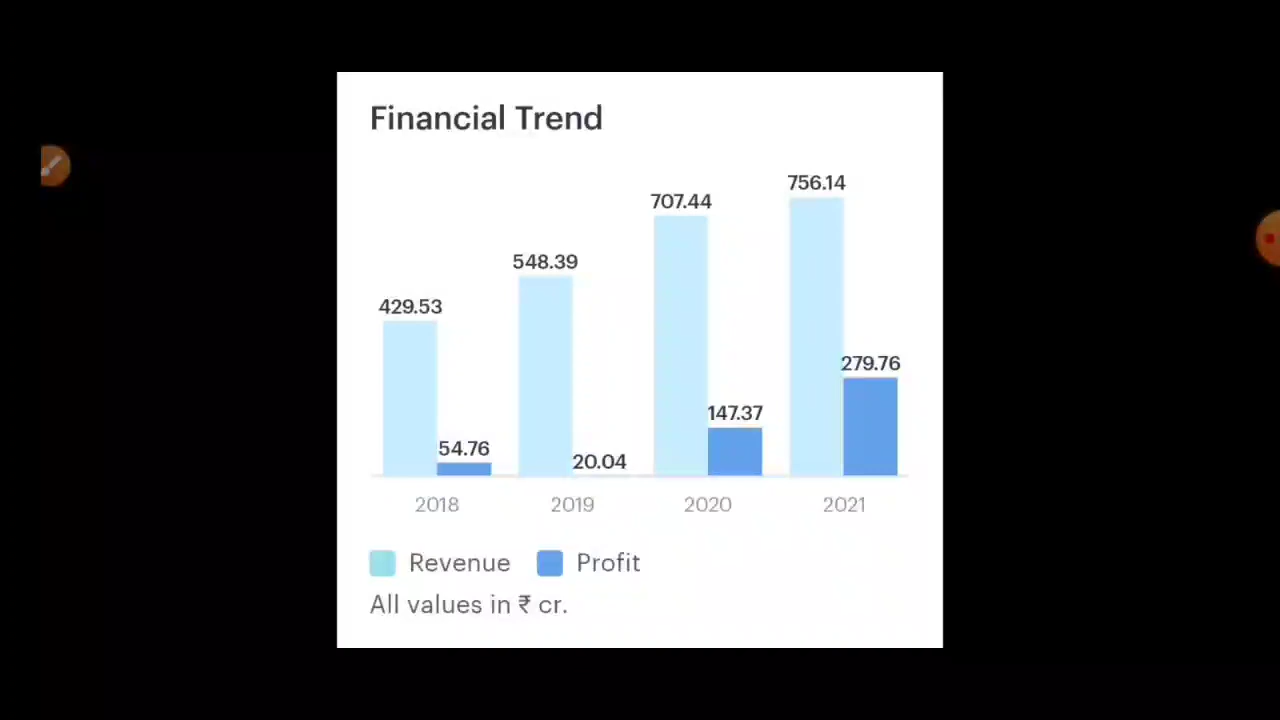 Financial Trend
756.14
707.44
548.39
429.53
279.76
147.37
54.76
20.04
2018 2019 2020 2021
Revenue Profit
All values in ₹ cr.